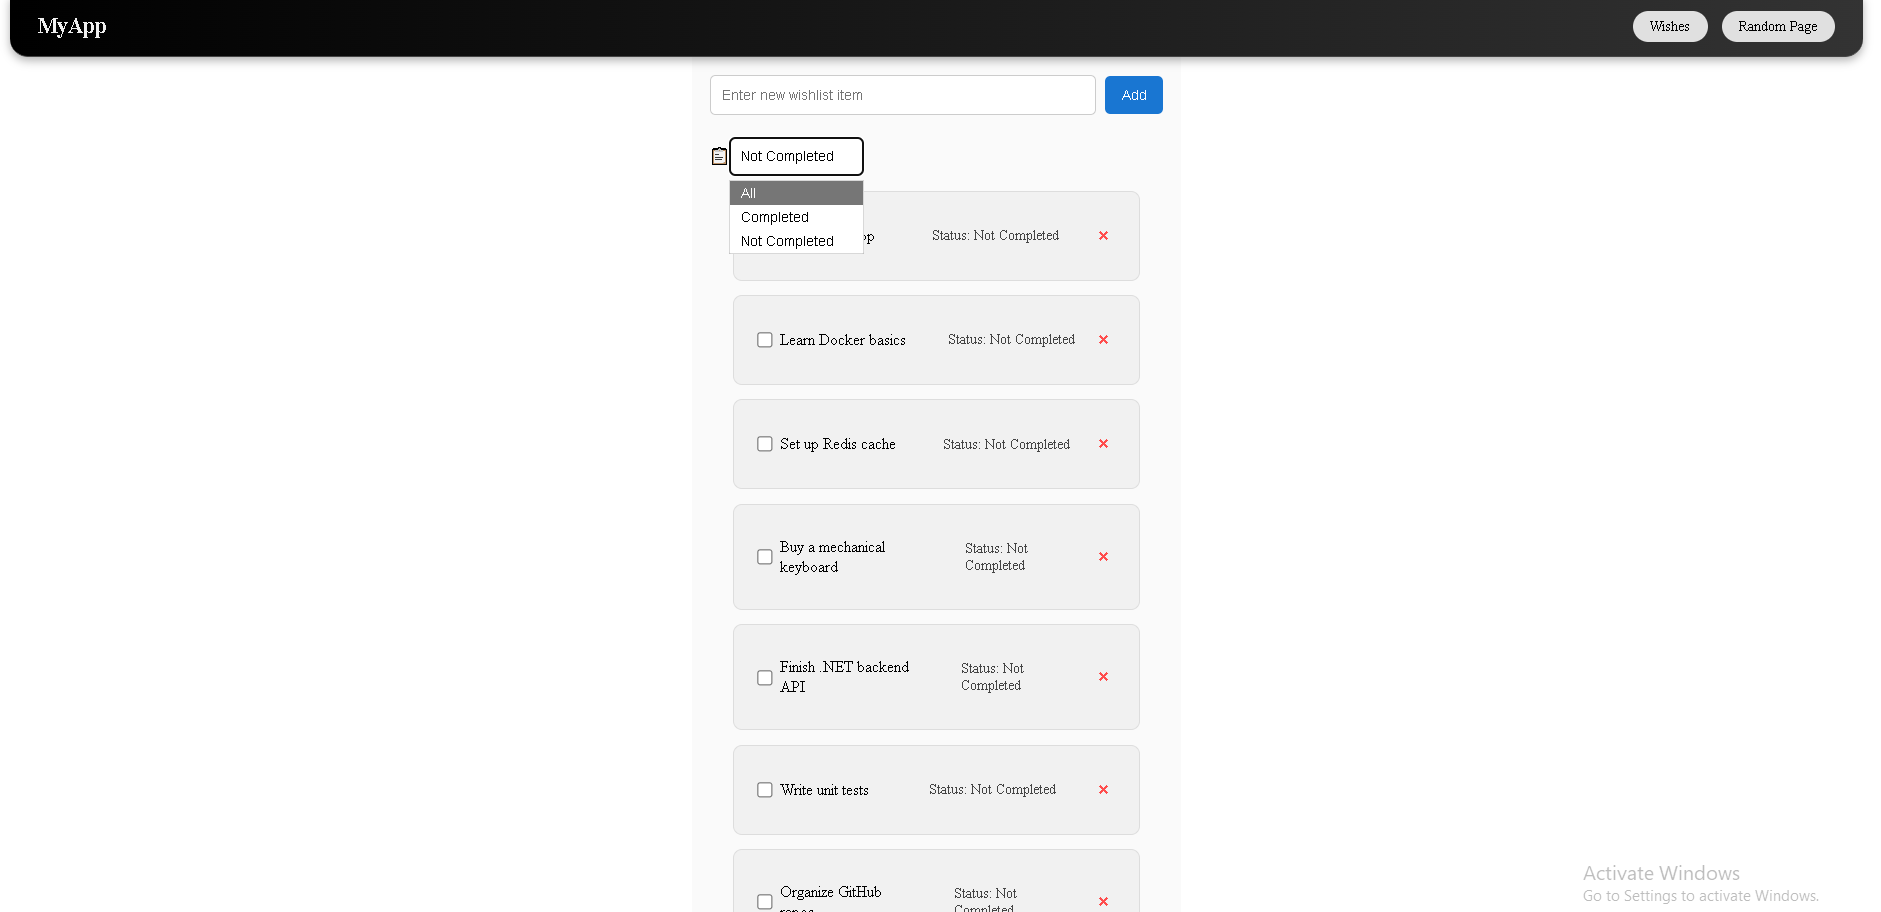 MyApp
Wishes
Random Page
Enter new wishlist item
Add
Not Completed
All
Completed
Not Completed
Status: Not Completed
Learn Docker basics
Status: Not Completed
Set up Redis cache
Status: Not Completed
Buy a mechanical
keyboard
Status: Not
Completed
Finish .NET backend
API
Status: Not
Completed
Write unit tests
Status: Not Completed
Organize GitHub
Status: Not
Completed
Activate Windows
Go to Settings to activate Windows.